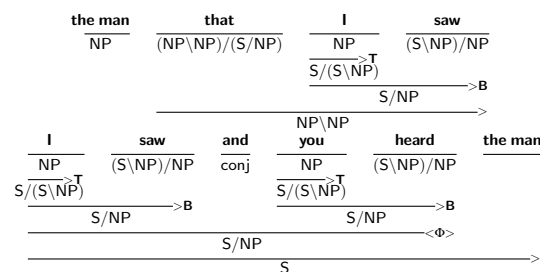 the man that I saw
NP (NP\NP)/(S/NP) NP (S\NP)/NP
>T
S/(S\NP)
>B
S/NP
>
NP\NP
I saw and you heard the man
NP (S\NP)/NP conj NP (S\NP)/NP
>T >T
S/(S\NP) S/(S\NP)
>B >B
S/NP S/NP
<Φ>
S/NP
>
S